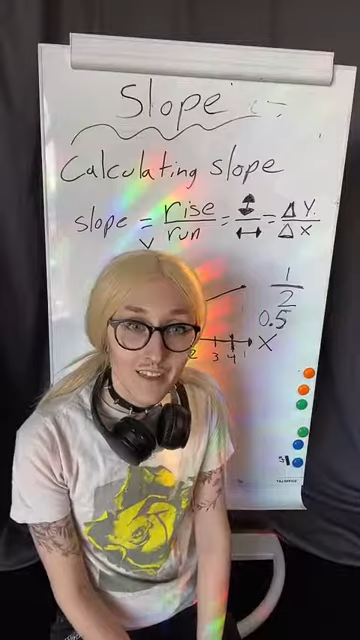 Slope
Calculating slope
slope = rise/run = ↕/↔ = ΔY/ΔX
Y
1/2
0.5
2 3 4
X